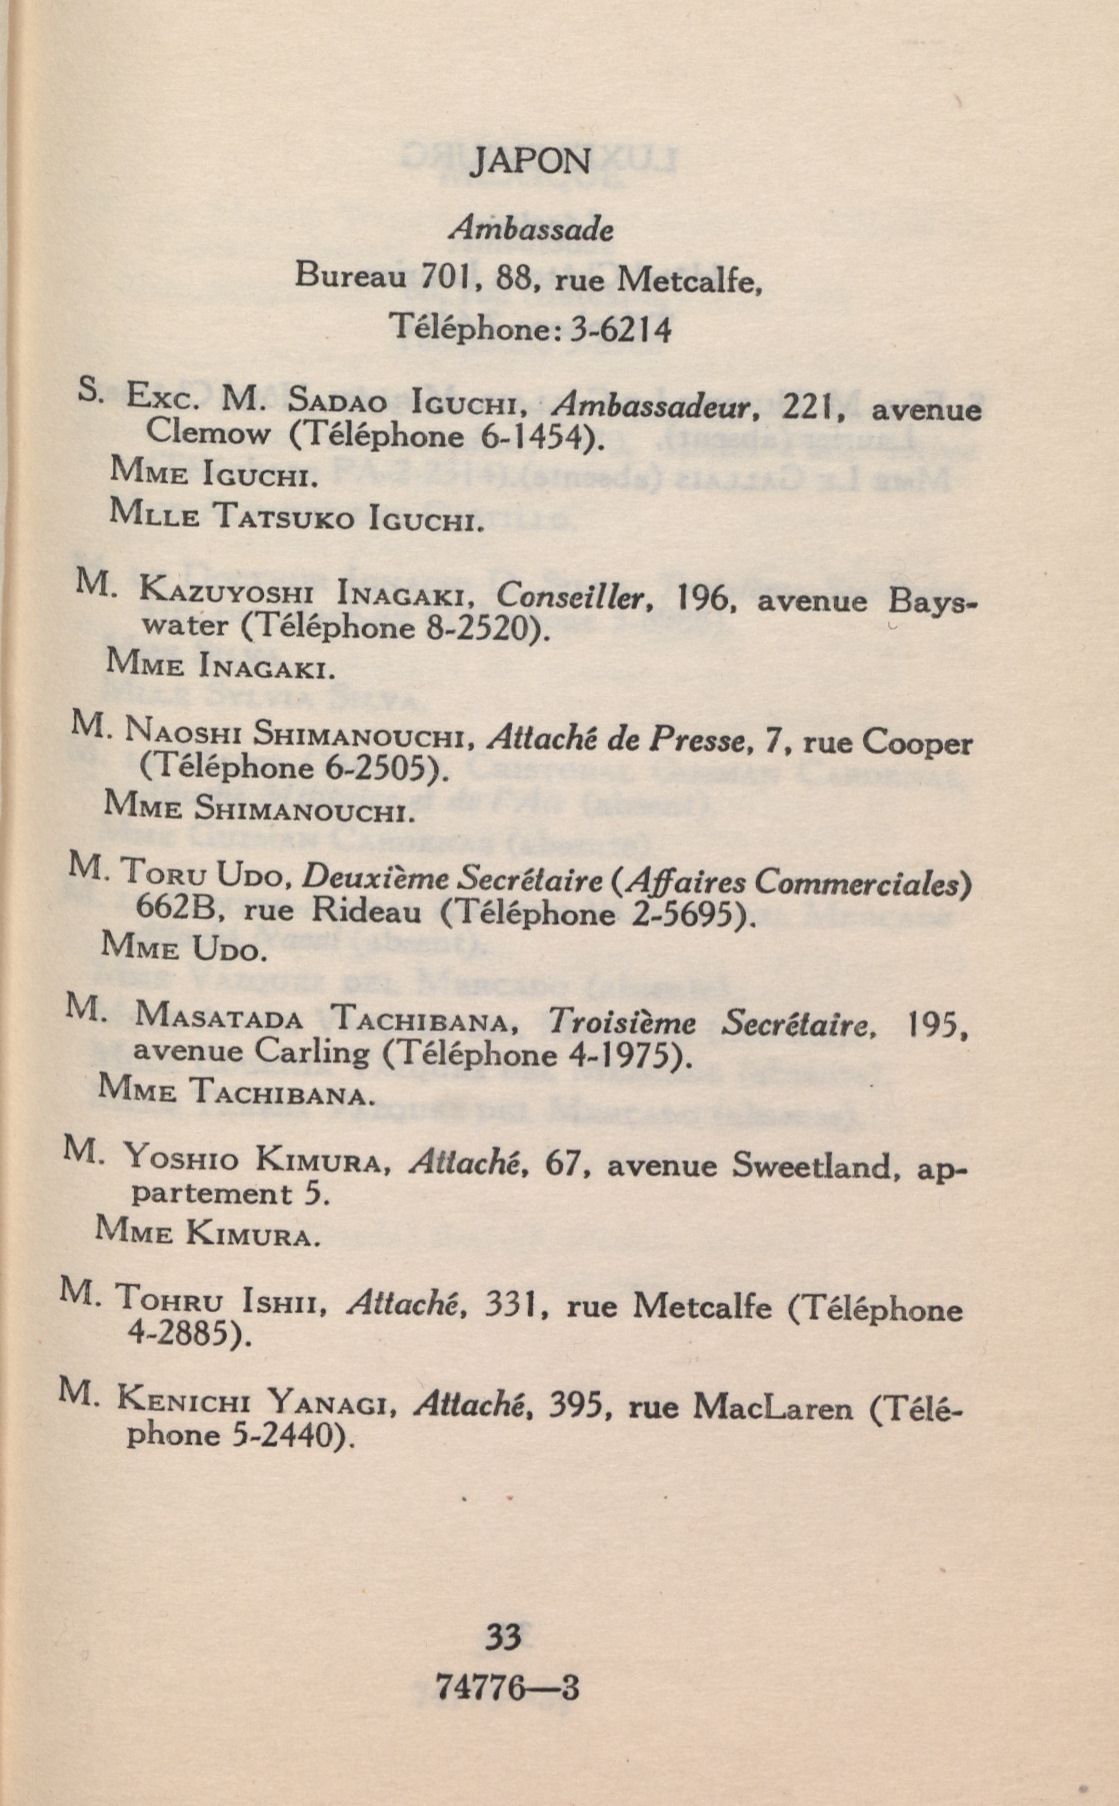 JAPON
Ambassade
Bureau 701, 88, rue Metcalfe,
Téléphone: 3-6214
S. Exc. M. Sadao Iguchi, Ambassadeur, 221, avenue
Clemow (Téléphone 6-1454).
Mme Iguchi.
Mlle Tatsuko Iguchi.
M. Kazuyoshi Inagaki, Conseiller, 196, avenue Bays-
water (Téléphone 8-2520).
Mme Inagaki.
M. Naoshi Shimanouchi, Attaché de Presse, 7, rue Cooper
(Téléphone 6-2505).
Mme Shimanouchi.
M. Toru Udo, Deuxième Secrétaire (Affaires Commerciales)
662B, rue Rideau (Téléphone 2-5695).
Mme Udo.
M. Masatada Tachibana, Troisième Secrétaire, 195,
avenue Carling (Téléphone 4-1975).
Mme Tachibana.
M. Yoshio Kimura, Attaché, 67, avenue Sweetland, ap-
partement 5.
Mme Kimura.
M. Tohru Ishii, Attaché, 331, rue Metcalfe (Téléphone
4-2885).
M. Kenichi Yanagi, Attaché, 395, rue MacLaren (Télé-
phone 5-2440).
33
74776—3